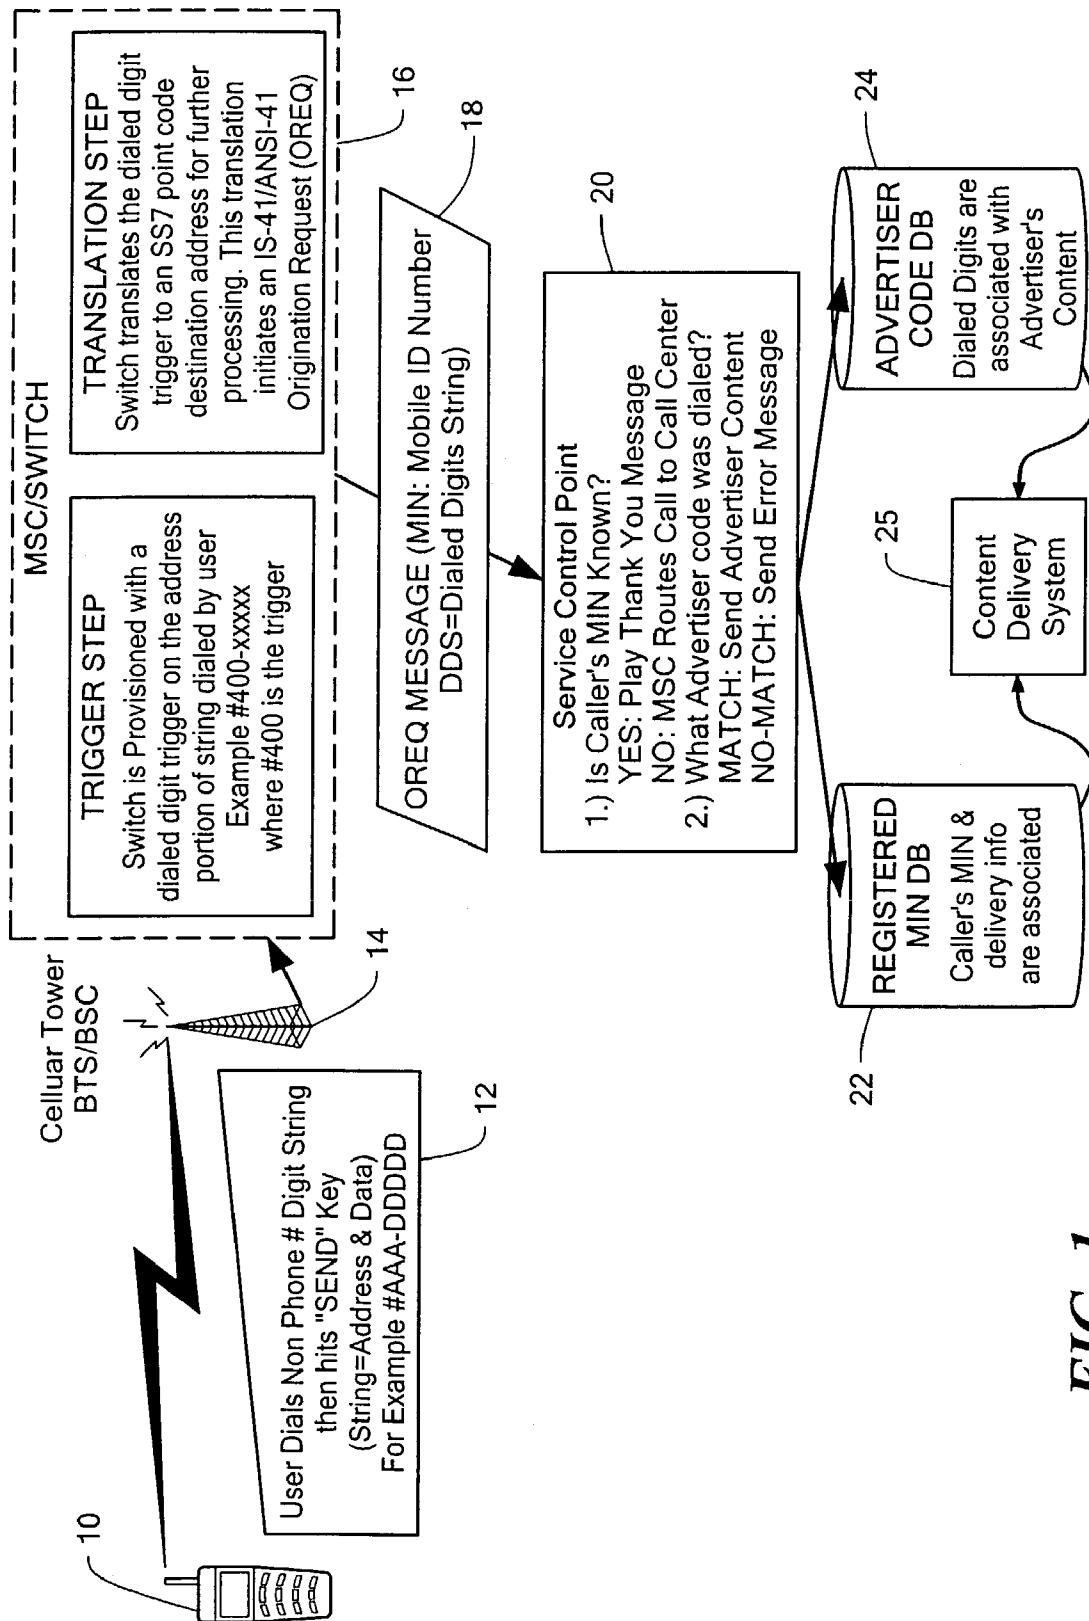 10
User Dials Non Phone # Digit String
then hits "SEND" Key
(String=Address & Data)
For Example #AAA-DDDDD
12
Celluar Tower
BTS/BSC
14
MSC/SWITCH
TRIGGER STEP
Switch is Provisioned with a
dialed digit trigger on the address
portion of string dialed by user
Example #400-xxxxx
where #400 is the trigger
TRANSLATION STEP
Switch translates the dialed digit
trigger to an SS7 point code
destination address for further
processing. This translation
initiates an IS-41/ANSI-41
Origination Request (OREQ)
16
OREQ MESSAGE (MIN: Mobile ID Number
DDS=Dialed Digits String)
18
Service Control Point
1.) Is Caller's MIN Known?
YES: Play Thank You Message
NO: MSC Routes Call to Call Center
2.) What Advertiser code was dialed?
MATCH: Send Advertiser Content
NO-MATCH: Send Error Message
20
22
REGISTERED
MIN DB
Caller's MIN &
delivery info
are associated
25
Content
Delivery
System
24
ADVERTISER
CODE DB
Dialed Digits are
associated with
Advertiser's
Content
FIG. 1